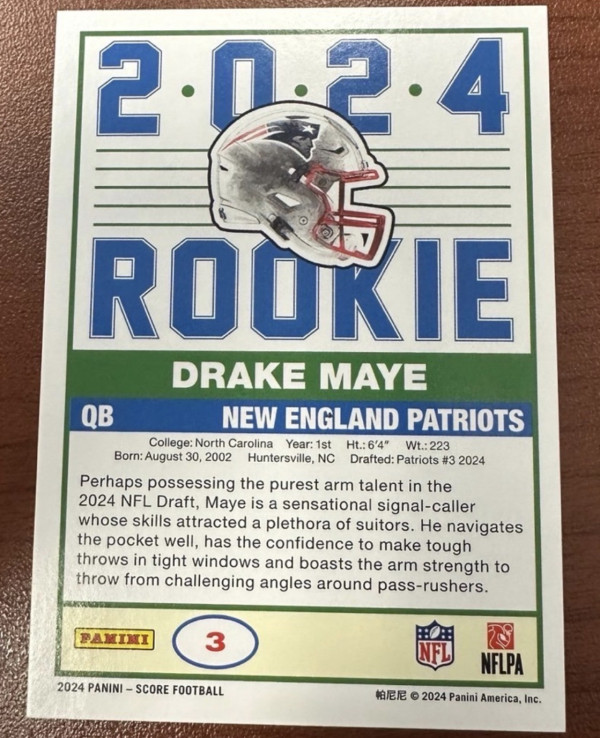 2·0·2·4
ROOKIE
DRAKE MAYE
QB NEW ENGLAND PATRIOTS
College: North Carolina Year: 1st Ht.: 6'4" Wt.: 223
Born: August 30, 2002 Huntersville, NC Drafted: Patriots #3 2024
Perhaps possessing the purest arm talent in the
2024 NFL Draft, Maye is a sensational signal-caller
whose skills attracted a plethora of suitors. He navigates
the pocket well, has the confidence to make tough
throws in tight windows and boasts the arm strength to
throw from challenging angles around pass-rushers.
PANINI 3 NFL NFLPA
2024 PANINI – SCORE FOOTBALL 帕尼尼 © 2024 Panini America, Inc.